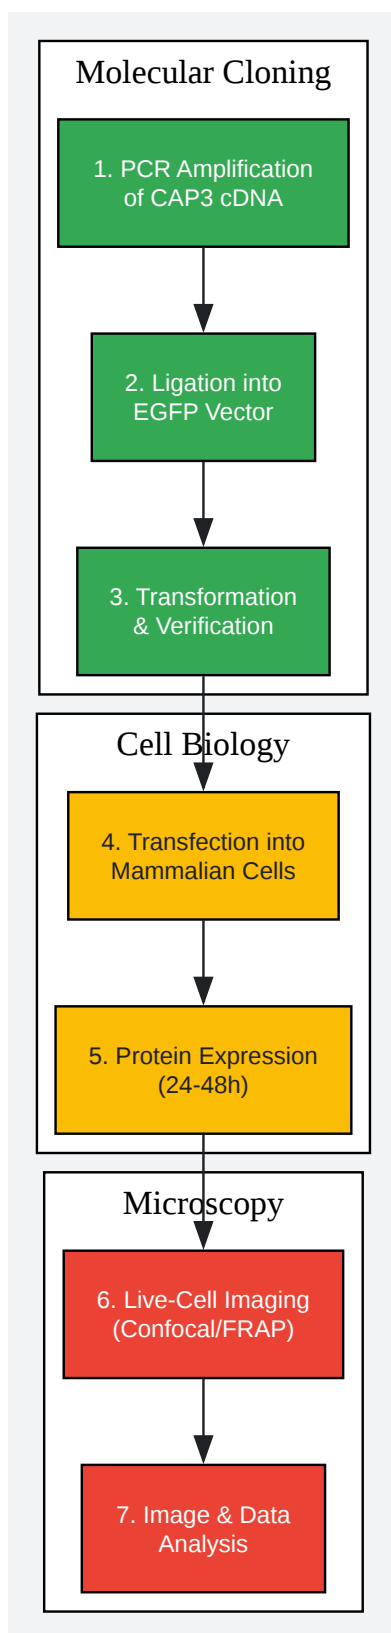 Molecular Cloning
1. PCR Amplification
of CAP3 cDNA
2. Ligation into
EGFP Vector
3. Transformation
& Verification
Cell Biology
4. Transfection into
Mammalian Cells
5. Protein Expression
(24-48h)
Microscopy
6. Live-Cell Imaging
(Confocal/FRAP)
7. Image & Data
Analysis